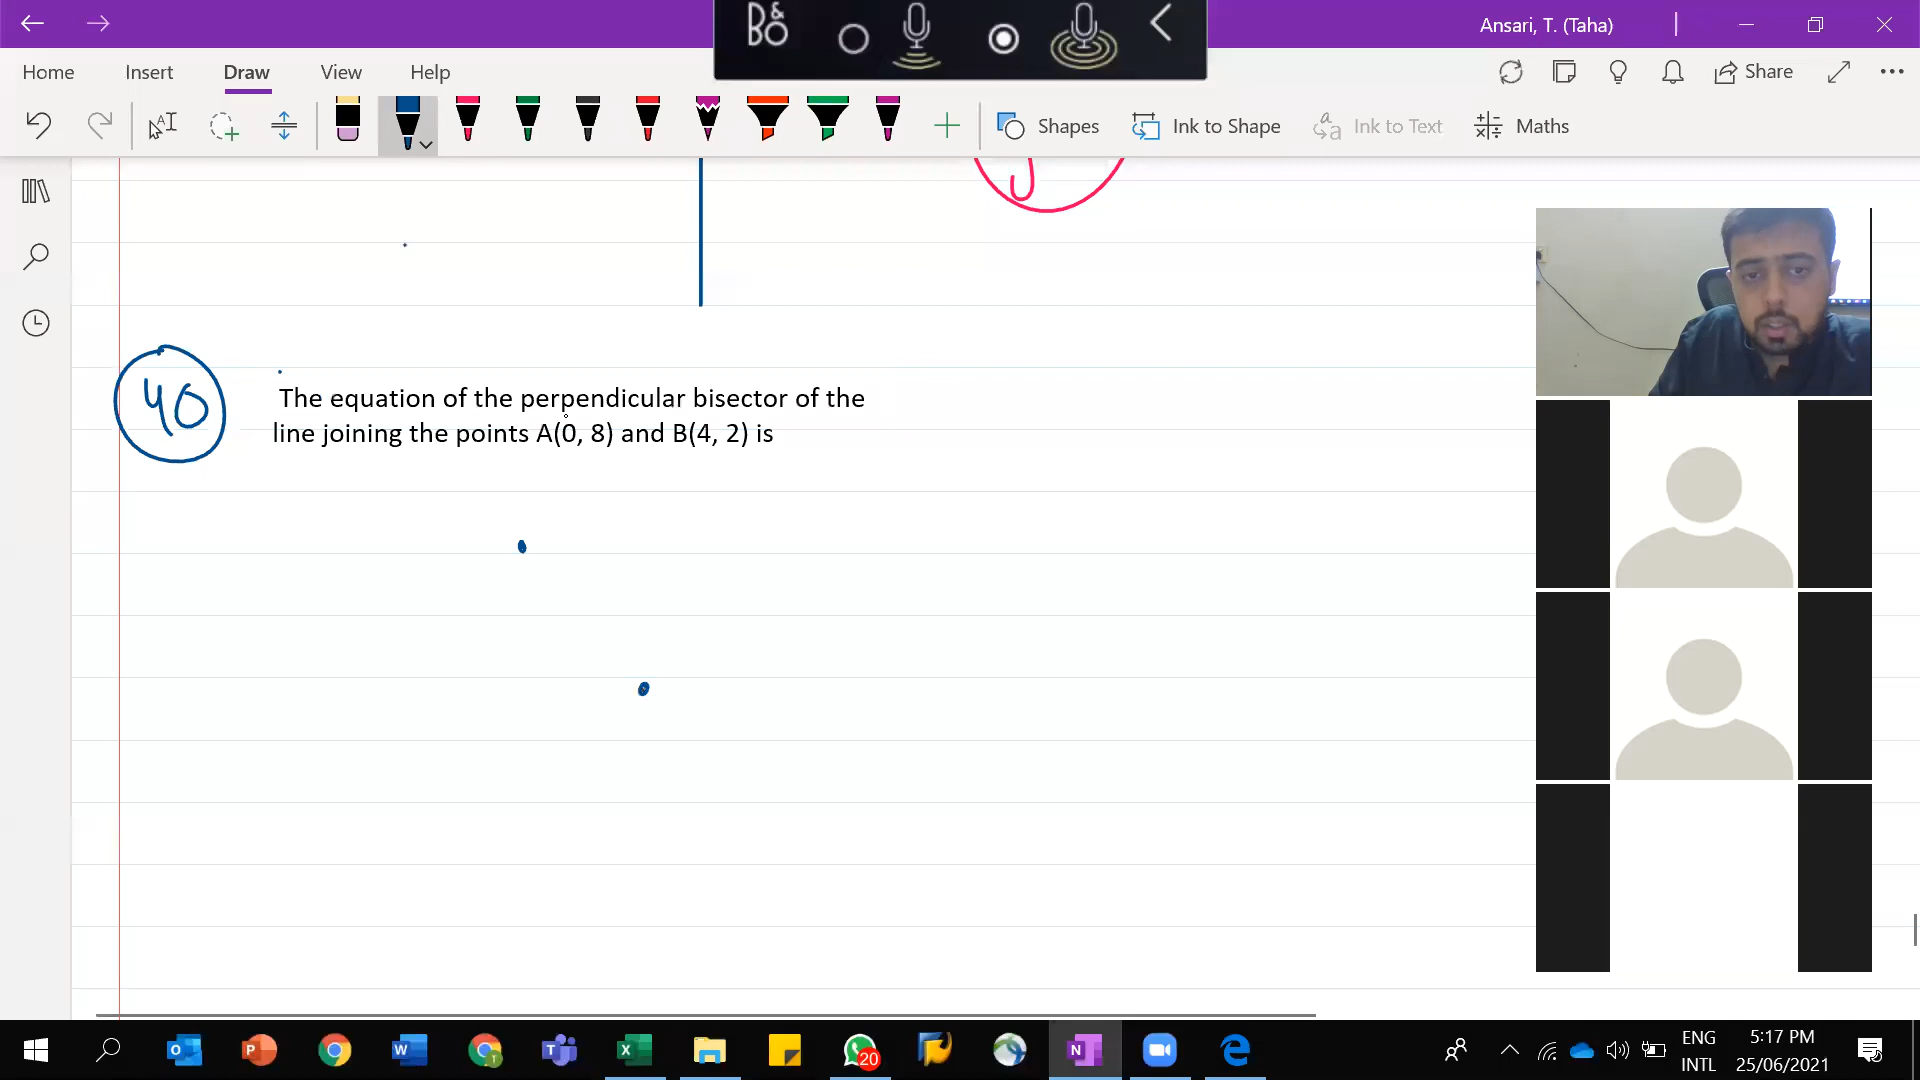 Ansari, T. (Taha)
B&O
Home Insert Draw View Help
Share
Shapes Ink to Shape Ink to Text Maths
40
The equation of the perpendicular bisector of the
line joining the points A(0, 8) and B(4, 2) is
20
ENG
INTL
5:17 PM
25/06/2021